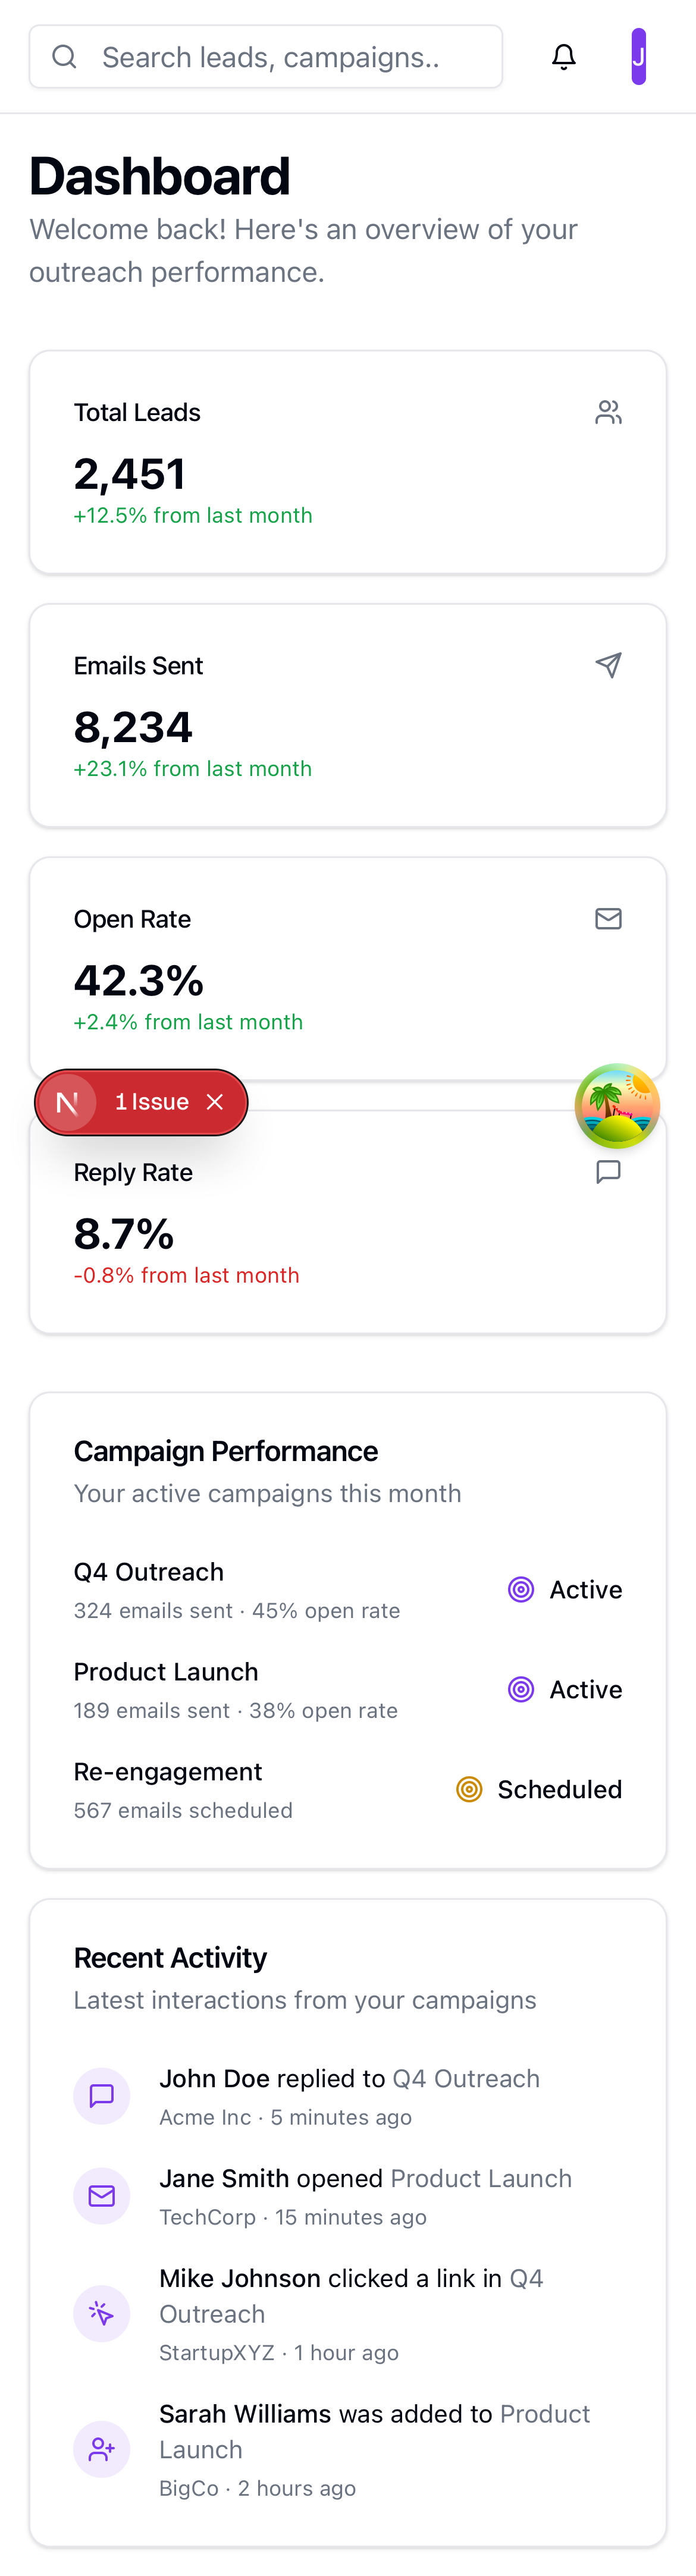 Search leads, campaigns..
J
Dashboard
Welcome back! Here's an overview of your
outreach performance.
Total Leads
2,451
+12.5% from last month
Emails Sent
8,234
+23.1% from last month
Open Rate
42.3%
+2.4% from last month
N 1 Issue
Reply Rate
8.7%
-0.8% from last month
Campaign Performance
Your active campaigns this month
Q4 Outreach
324 emails sent · 45% open rate
Active
Product Launch
189 emails sent · 38% open rate
Active
Re-engagement
567 emails scheduled
Scheduled
Recent Activity
Latest interactions from your campaigns
John Doe replied to Q4 Outreach
Acme Inc · 5 minutes ago
Jane Smith opened Product Launch
TechCorp · 15 minutes ago
Mike Johnson clicked a link in Q4
Outreach
StartupXYZ · 1 hour ago
Sarah Williams was added to Product
Launch
BigCo · 2 hours ago